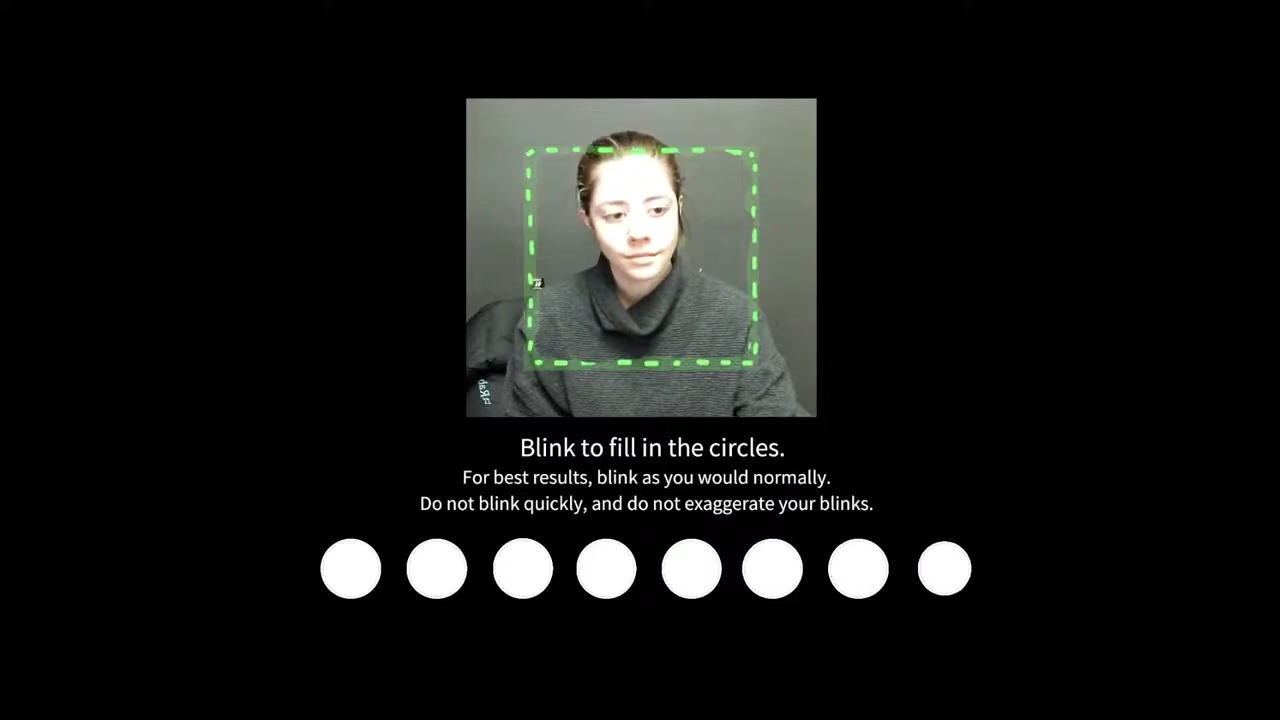 Blink to fill in the circles.
For best results, blink as you would normally.
Do not blink quickly, and do not exaggerate your blinks.